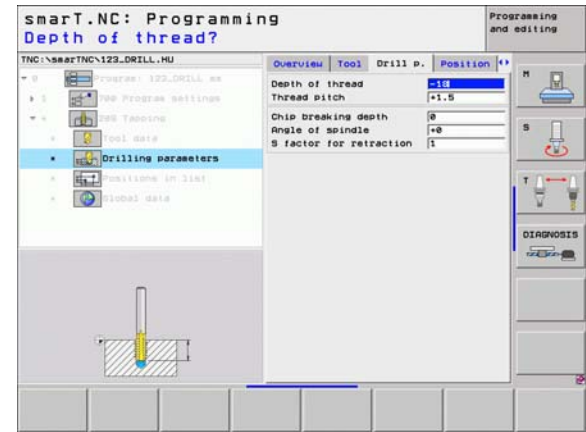 smarT.NC: Programming
Depth of thread?
Programming
and editing
TNC:\smarTNC\123_DRILL.HU
0 Program: 123_DRILL mm
1 700 Program settings
209 Tapping
Tool data
Drilling parameters
Positions in list
Global data
Overview Tool Drill p. Position
Depth of thread -18
Thread pitch +1.5
Chip breaking depth 0
Angle of spindle +0
S factor for retraction 1
M
S
T
DIAGNOSIS